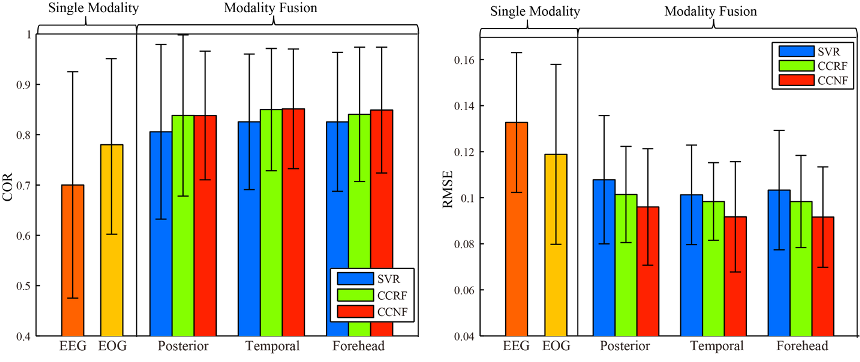 Single Modality Modality Fusion
COR
1
0.9
0.8
0.7
0.6
0.5
0.4
SVR
CCRF
CCNF
EEG EOG Posterior Temporal Forehead
Single Modality Modality Fusion
RMSE
0.16
0.14
0.12
0.1
0.08
0.06
0.04
SVR
CCRF
CCNF
EEG EOG Posterior Temporal Forehead